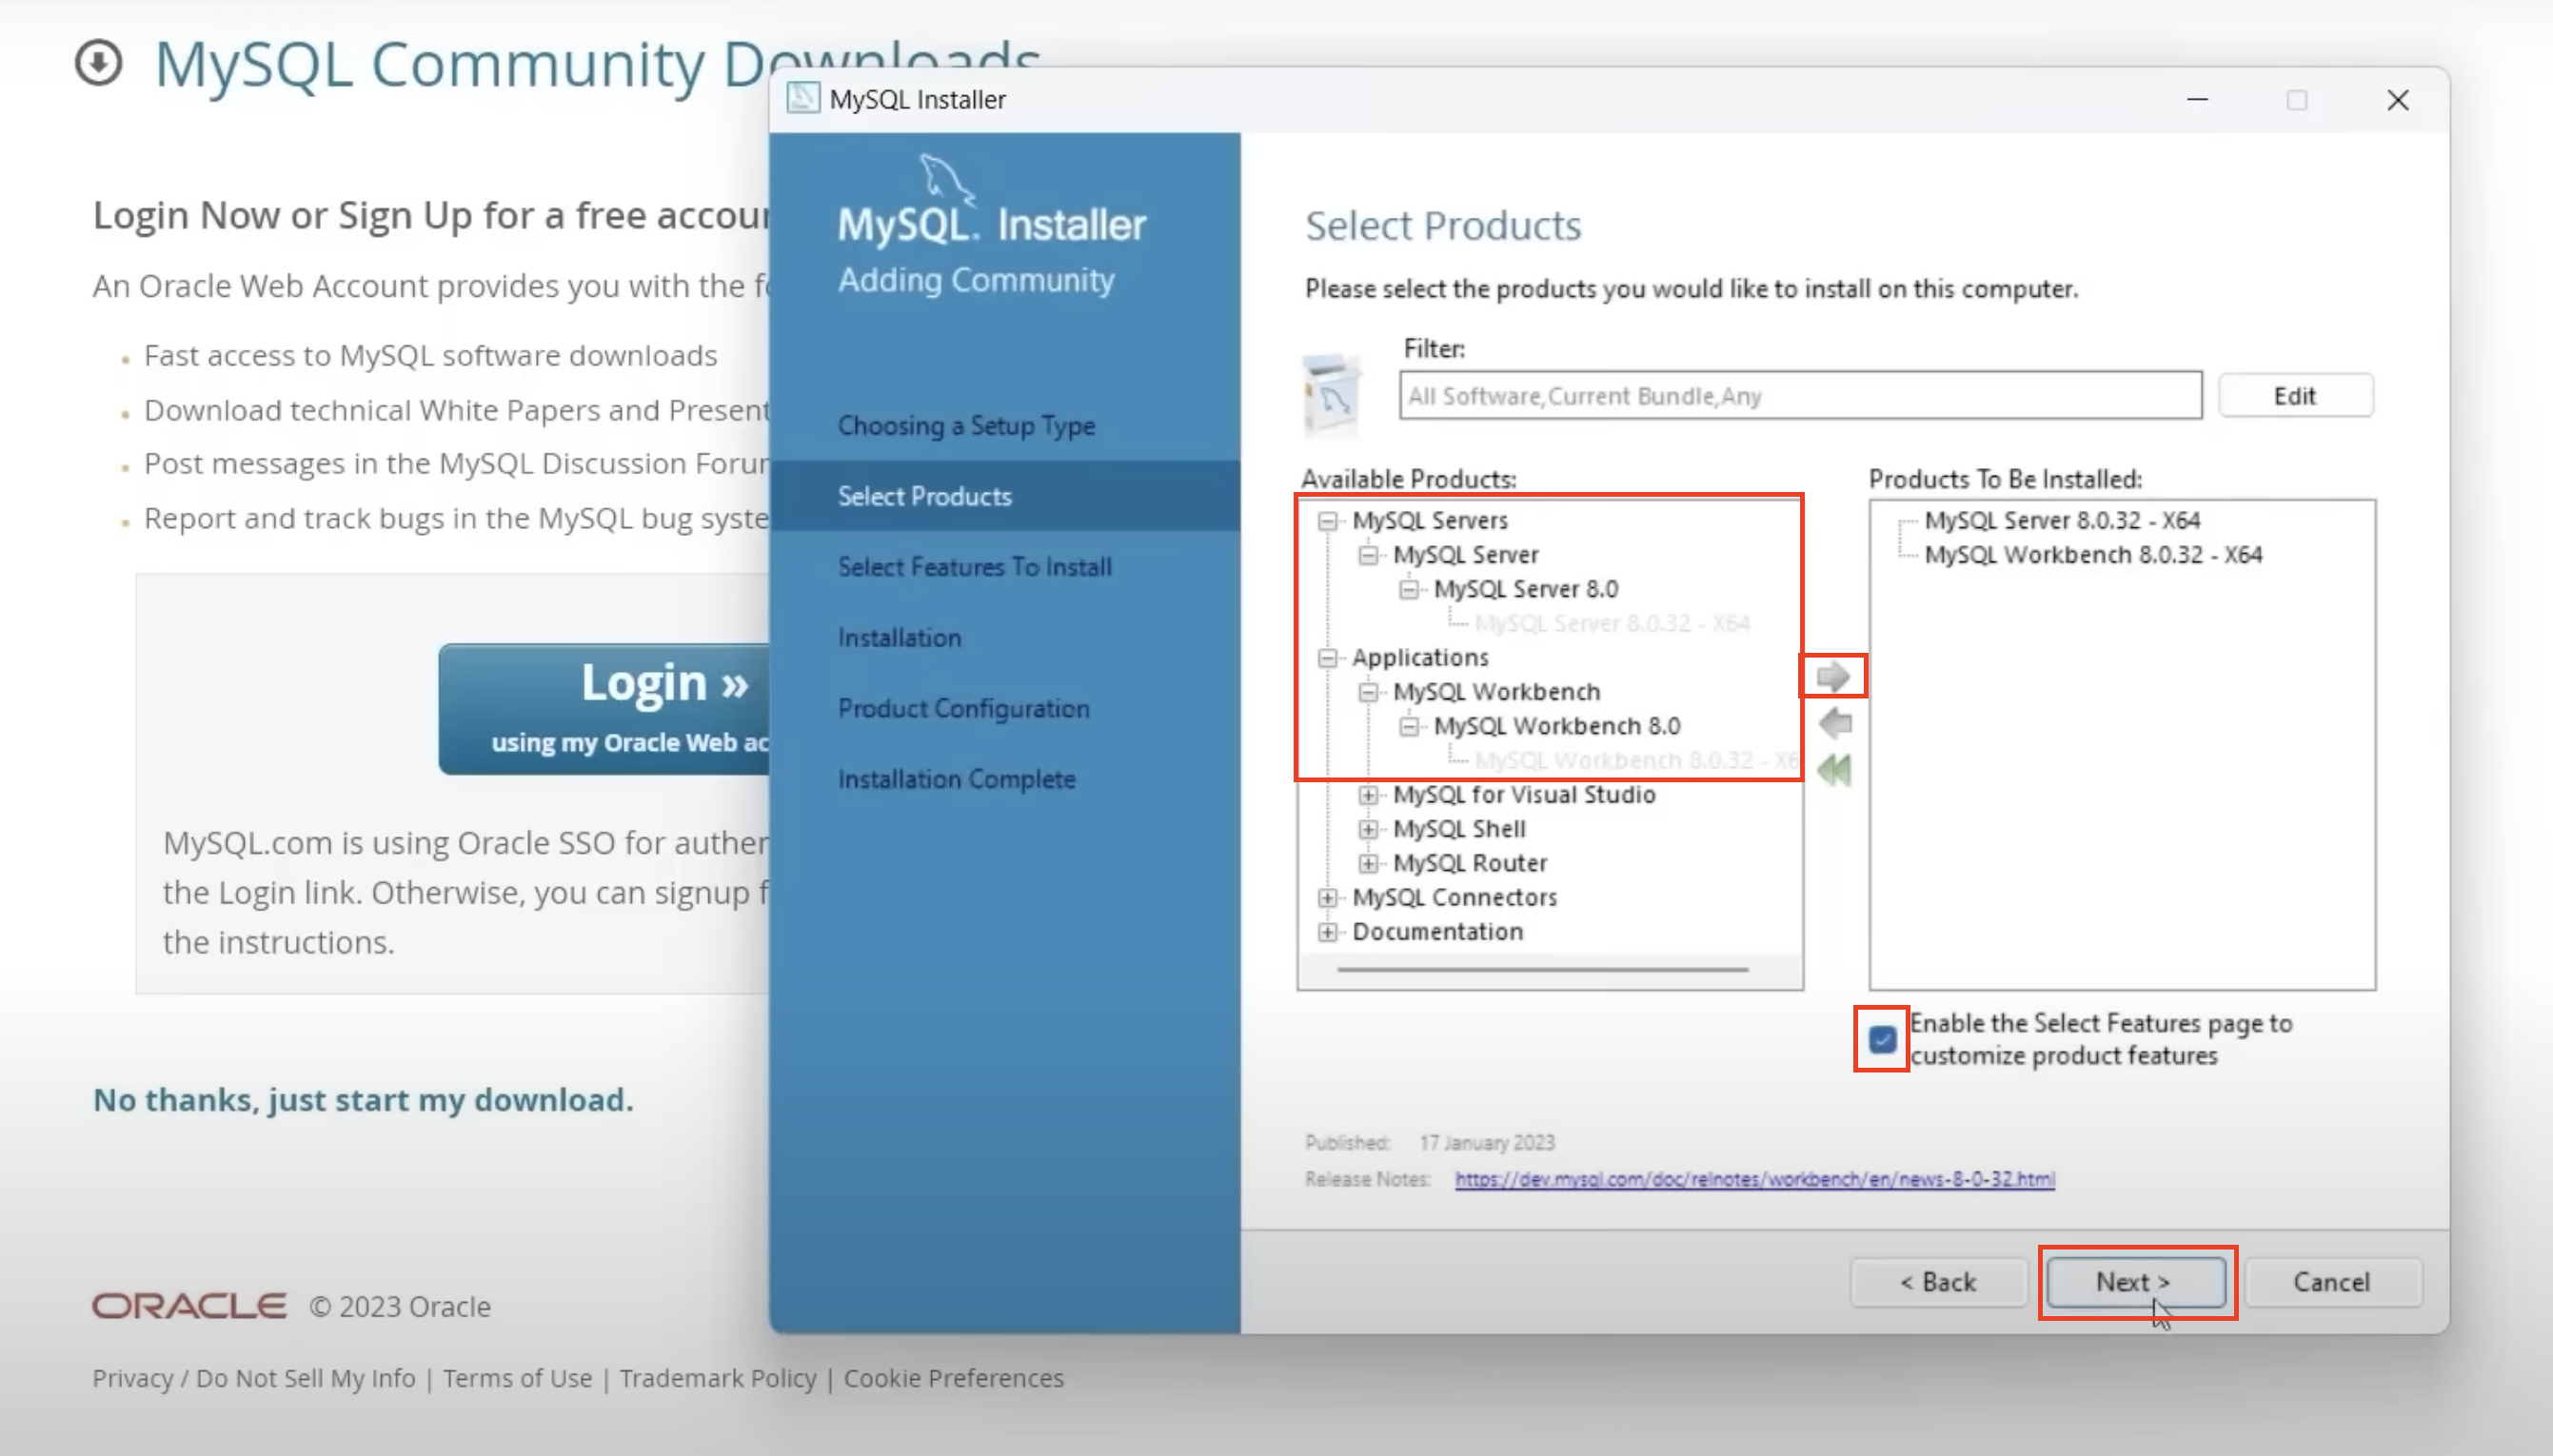 MySQL Community Downloads
Login Now or Sign Up for a free accou
An Oracle Web Account provides you with the f
Fast access to MySQL software downloads
Download technical White Papers and Present
Post messages in the MySQL Discussion Foru
Report and track bugs in the MySQL bug syste
Login »
using my Oracle Web ac
MySQL.com is using Oracle SSO for auther
the Login link. Otherwise, you can signup f
the instructions.
No thanks, just start my download.
ORACLE © 2023 Oracle
Privacy / Do Not Sell My Info | Terms of Use | Trademark Policy | Cookie Preferences
MySQL Installer
MySQL. Installer
Adding Community
Choosing a Setup Type
Select Products
Select Features To Install
Installation
Product Configuration
Installation Complete
Select Products
Please select the products you would like to install on this computer.
Filter:
All Software,Current Bundle,Any
Edit
Available Products:
MySQL Servers
MySQL Server
MySQL Server 8.0
MySQL Server 8.0.32 - X64
Applications
MySQL Workbench
MySQL Workbench 8.0
MySQL Workbench 8.0.32 - X6
MySQL for Visual Studio
MySQL Shell
MySQL Router
MySQL Connectors
Documentation
Products To Be Installed:
MySQL Server 8.0.32 - X64
MySQL Workbench 8.0.32 - X64
Enable the Select Features page to
customize product features
Published: 17 January 2023
Release Notes: https://dev.mysql.com/doc/relnotes/workbench/en/news-8-0-32.html
< Back
Next >
Cancel